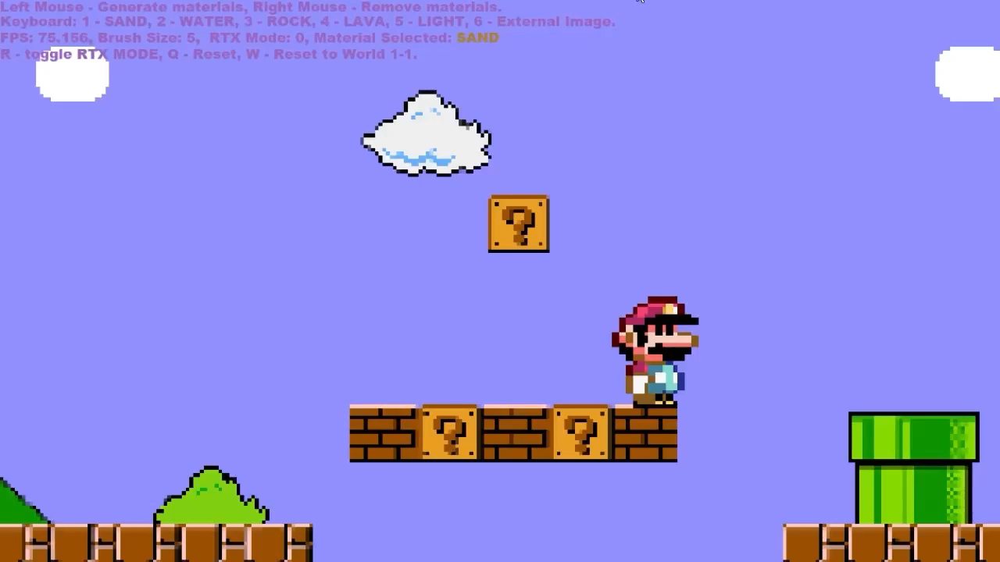 Left Mouse - Generate materials, Right Mouse - Remove materials.
Keyboard: 1 - SAND, 2 - WATER, 3 - ROCK, 4 - LAVA, 5 - LIGHT, 6 - External Image.
FPS: 75.156, Brush Size: 5, RTX Mode: 0, Material Selected: SAND
R - toggle RTX MODE, Q - Reset, W - Reset to World 1-1.
?
? ?